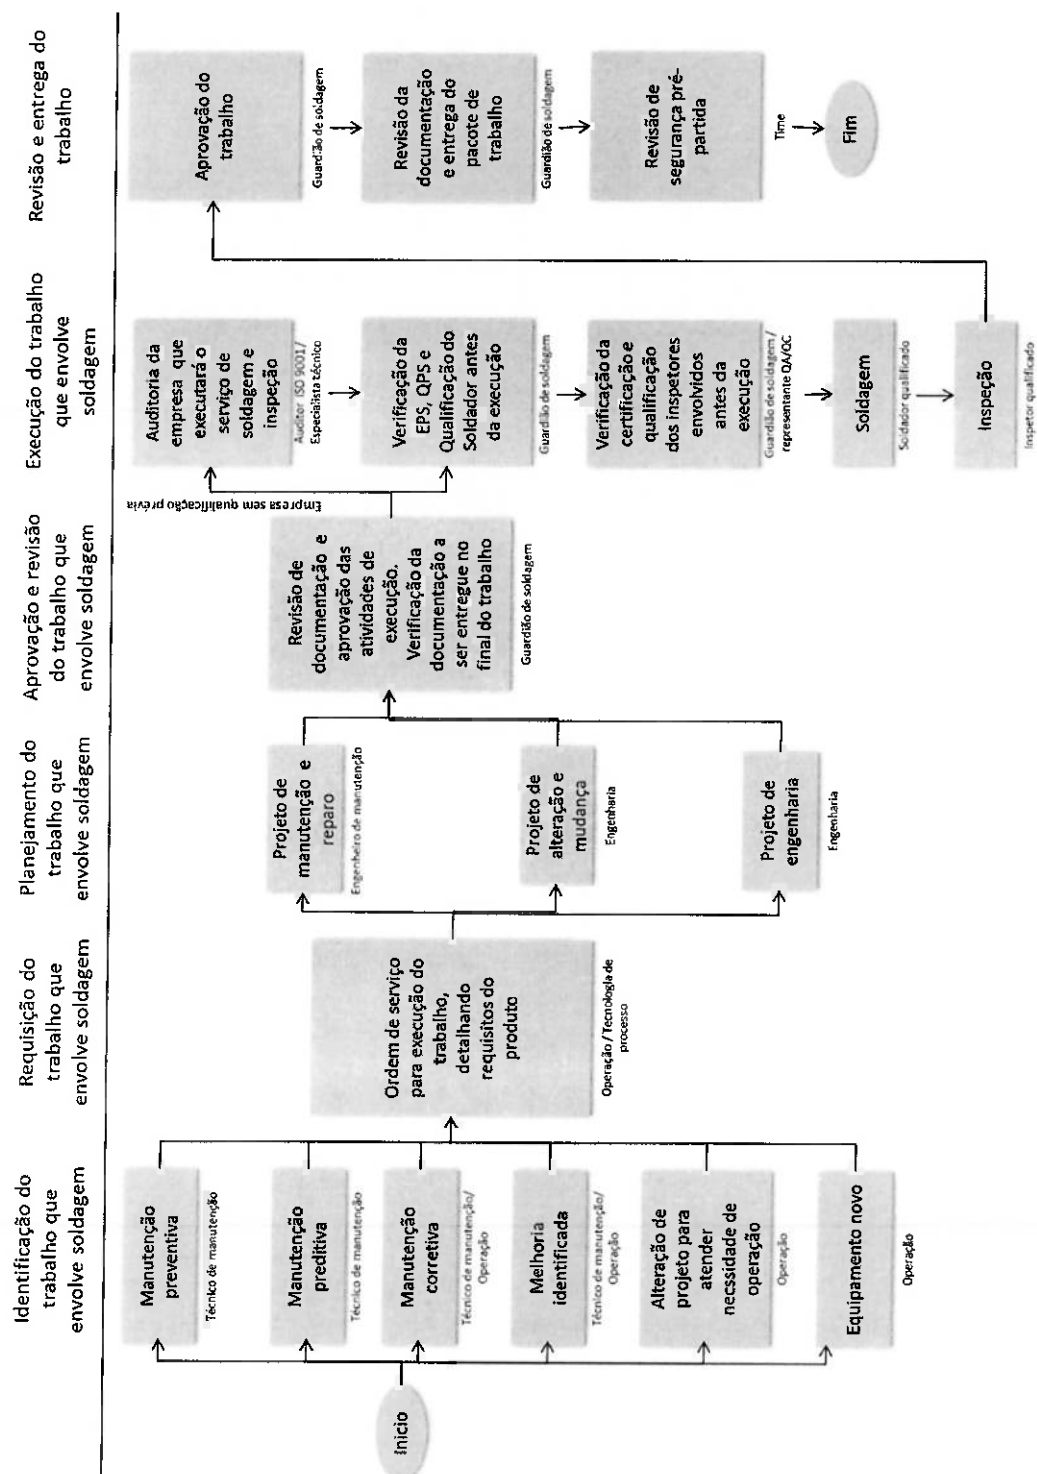 Identificação do
trabalho que
envolve soldagem
Requisição do
trabalho que
envolve soldagem
Planejamento do
trabalho que
envolve soldagem
Aprovação e revisão
do trabalho que
envolve soldagem
Execução do trabalho
que envolve
soldagem
Revisão e entrega do
trabalho
Inicio
Manutenção
preventiva
Técnico de manutenção
Manutenção
preditiva
Técnico de manutenção
Manutenção
corretiva
Técnico de manutenção/
Operação
Melhoria
identificada
Técnico de manutenção/
Operação
Alteração de
projeto para
atender
necssidade de
operação
Operação
Equipamento novo
Operação
Ordem de serviço
para execução do
trabalho,
detalhando
requisitos do
produto
Operação / Tecnologia de
processo
Projeto de
manutenção e
reparo
Engenheiro de manutenção
Projeto de
alteração e
mudança
Engenharia
Projeto de
engenharia
Engenharia
Revisão de
documentação e
aprovação das
atividades de
execução.
Verificação da
documentação a
ser entregue no
final do trabalho
Guardião de soldagem
Empresa sem qualificação prévia
Auditoria da
empresa que
executará o
serviço de
soldagem e
inspeção
Auditor ISO 9001/
Especialista técnico
Verificação da
EPS, QPS e
Qualificação do
Soldador antes
da execução
Guardião de soldagem
Verificação da
certificação e
qualificação
dos inspetores
envolvidos
antes da
execução
Guardião de soldagem /
representante QA/QC
Soldagem
Soldador qualificado
Inspeção
Inspetor qualificado
Aprovação do
trabalho
Guardião de soldagem
Revisão da
documentação
e entrega do
pacote de
trabalho
Guardião de soldagem
Revisão de
segurança pré-
partida
Time
Fim